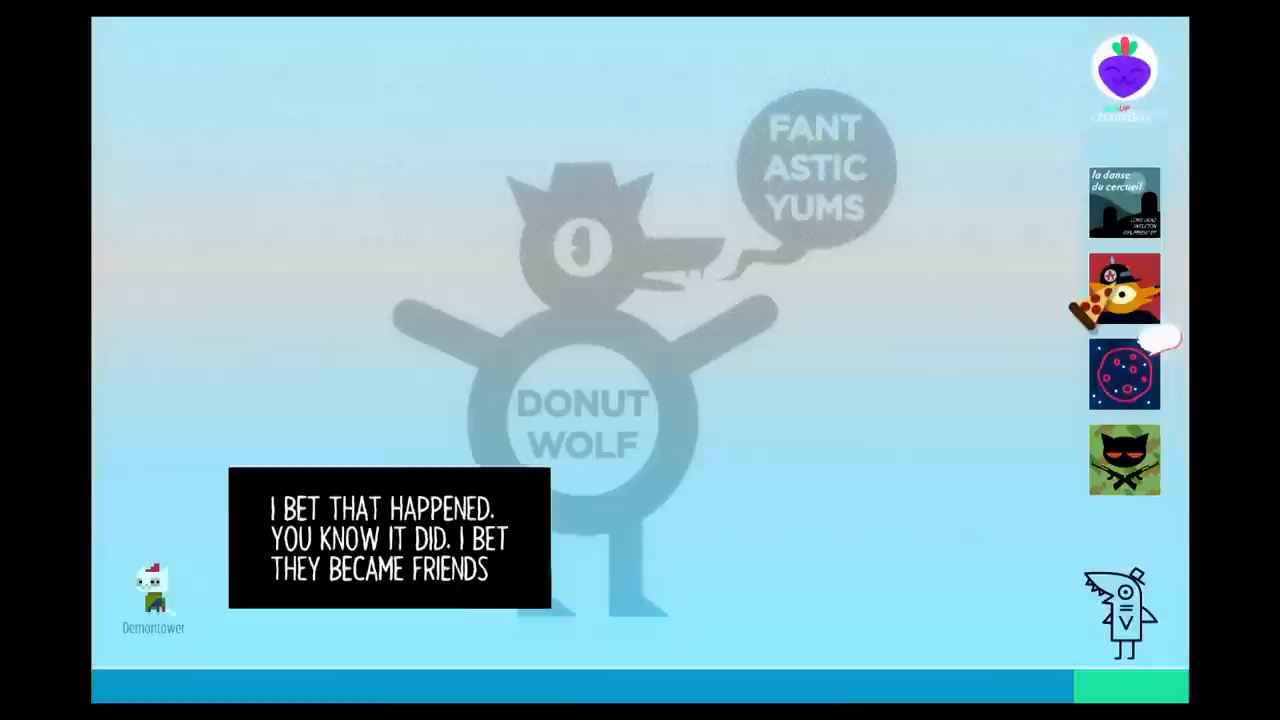 FANT
ASTIC
YUMS
la danse
du cercueil
DONUT
WOLF
I BET THAT HAPPENED.
YOU KNOW IT DID. I BET
THEY BECAME FRIENDS
Demontower